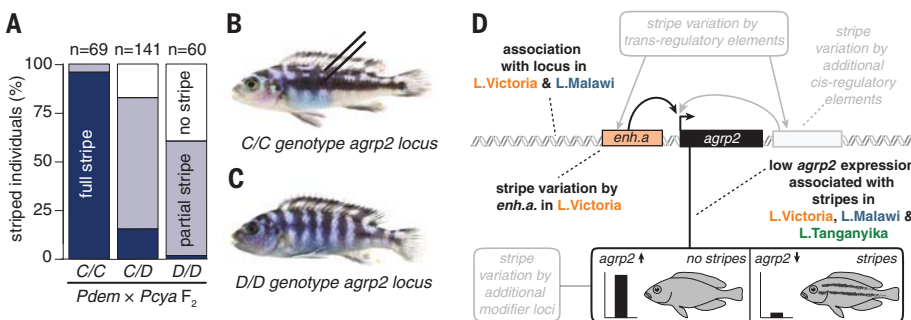 A
n=69 n=141 n=60
striped individuals (%)
100
75
50
25
0
full stripe
partial stripe
no stripe
C/C C/D D/D
Pdem × Pcya F2
B
C/C genotype agrp2 locus
C
D/D genotype agrp2 locus
D
stripe variation by
trans-regulatory elements
stripe
variation by
additional
cis-regulatory
elements
association
with locus in
L.Victoria & L.Malawi
enh.a
agrp2
stripe variation by
enh.a. in L.Victoria
low agrp2 expression
associated with
stripes in
L.Victoria, L.Malawi &
L.Tanganyika
stripe
variation by
additional
modifier loci
agrp2 ⬆ no stripes
agrp2 ⬇ stripes